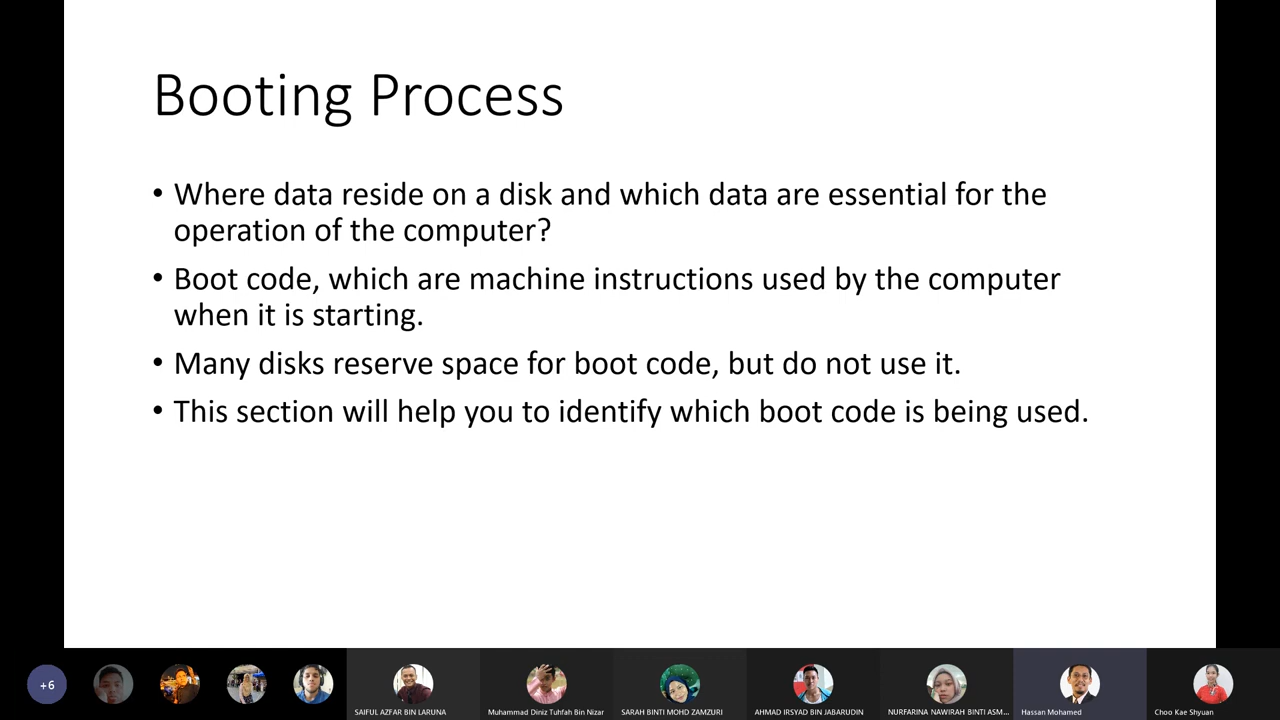 Booting Process
• Where data reside on a disk and which data are essential for the
operation of the computer?
• Boot code, which are machine instructions used by the computer
when it is starting.
• Many disks reserve space for boot code, but do not use it.
• This section will help you to identify which boot code is being used.
+6
SAIFUL AZFAR BIN LARUNA
Muhammad Diniz Tuhfah Bin Nizar
SARAH BINTI MOHD ZAMZURI
AHMAD IRSYAD BIN JABARUDIN
NURFARINA NAWIRAH BINTI ASM...
Hassan Mohamed
Choo Kae Shyuan